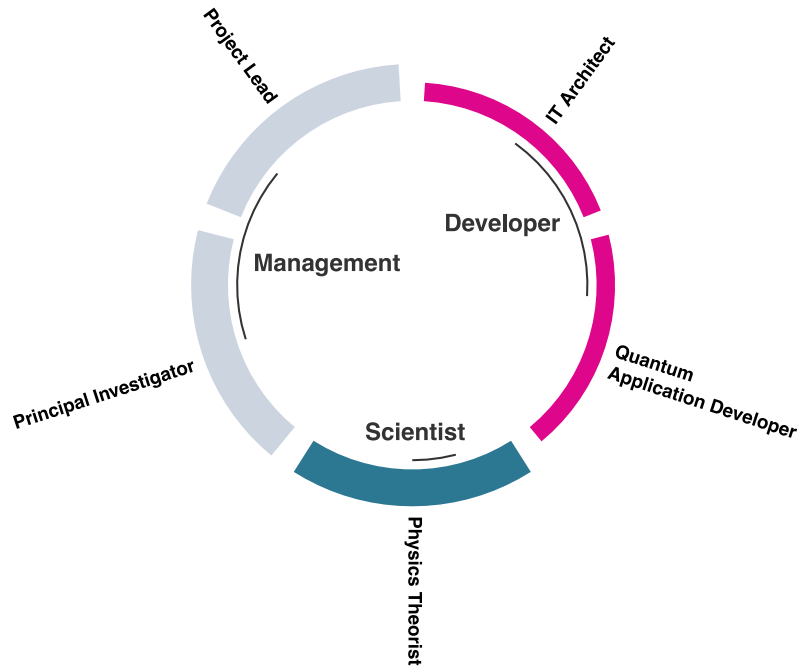 Project Lead
IT Architect
Developer
Management
Quantum
Application Developer
Principal Investigator
Scientist
Physics Theorist